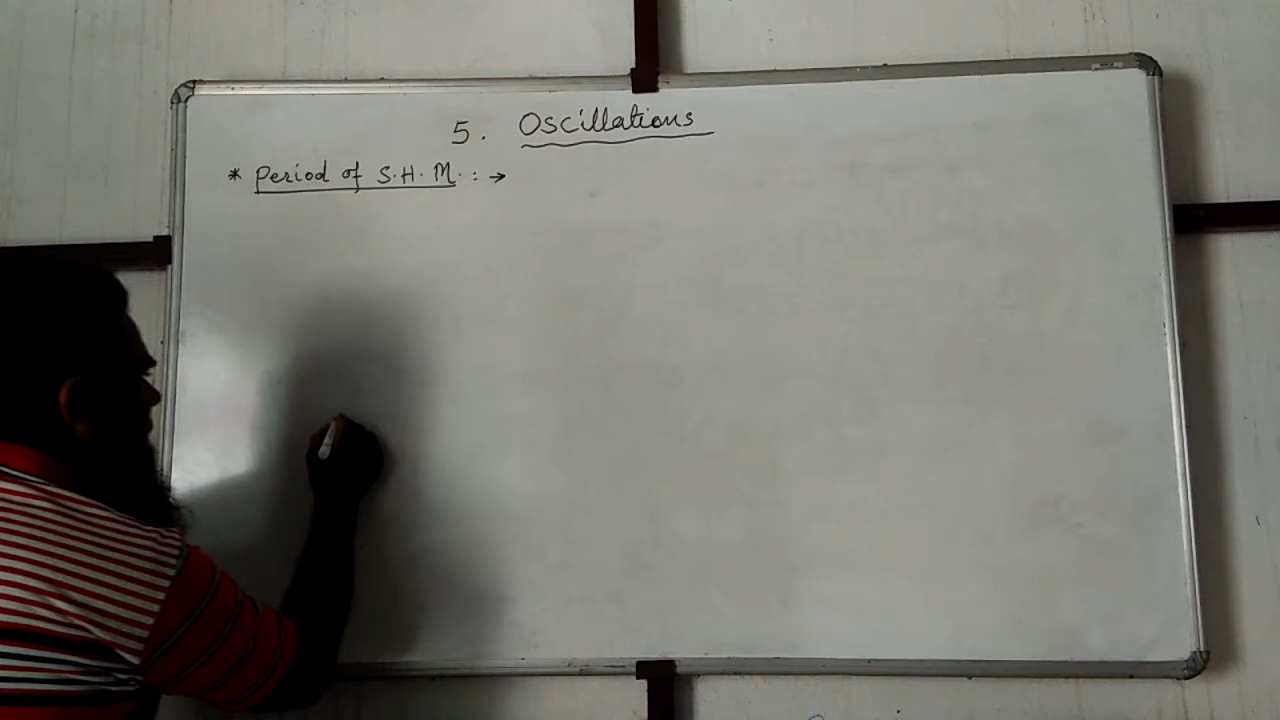 5. Oscillations
* Period of S.H.M. : →